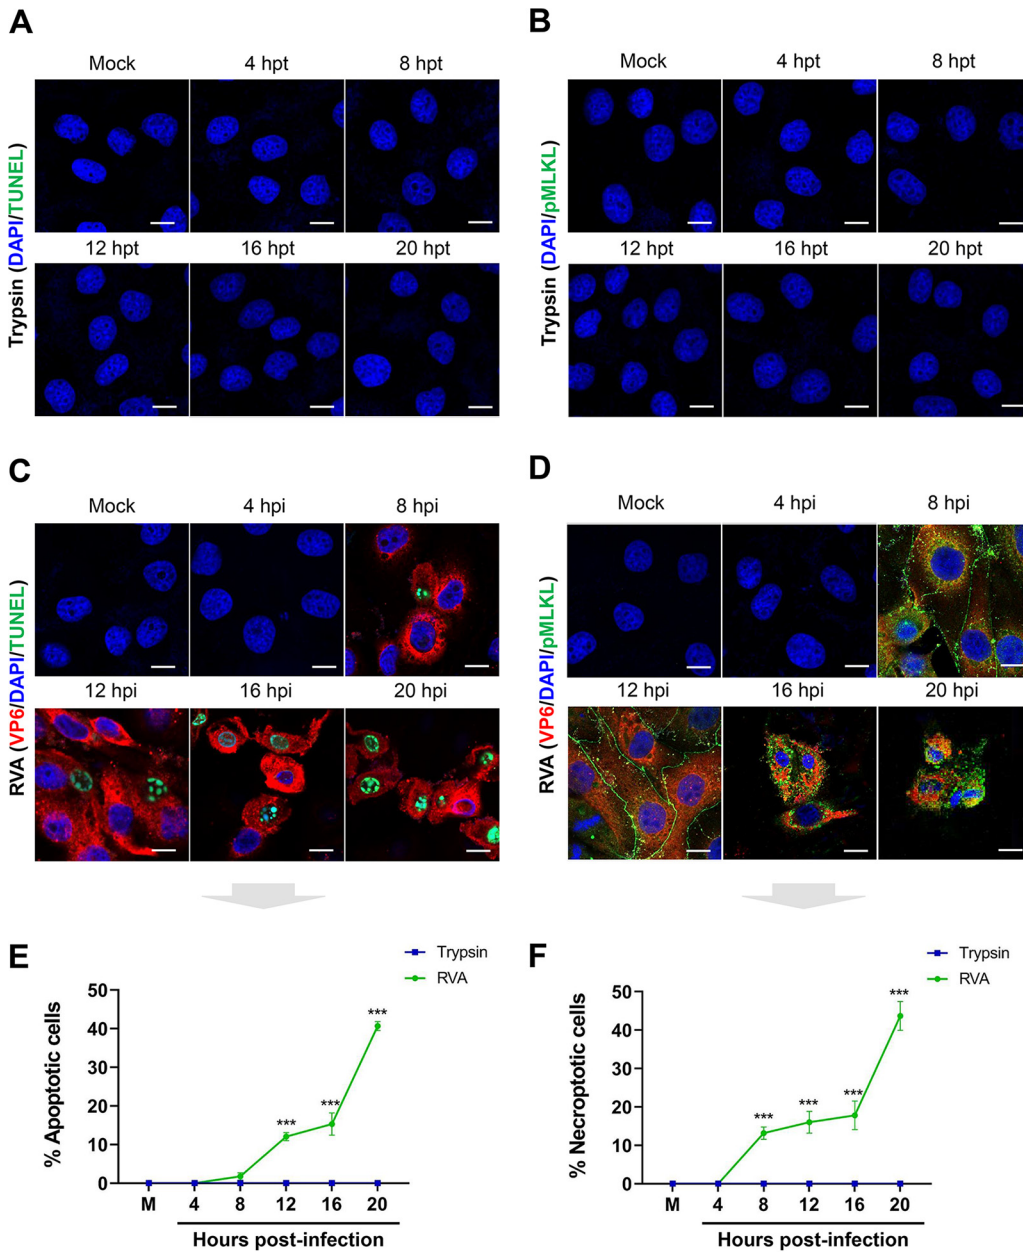 A
Mock 4 hpt 8 hpt
Trypsin (DAPI/TUNEL)
12 hpt 16 hpt 20 hpt
B
Mock 4 hpt 8 hpt
Trypsin (DAPI/pMLKL)
12 hpt 16 hpt 20 hpt
C
Mock 4 hpi 8 hpi
RVA (VP6/DAPI/TUNEL)
12 hpi 16 hpi 20 hpi
D
Mock 4 hpi 8 hpi
RVA (VP6/DAPI/pMLKL)
12 hpi 16 hpi 20 hpi
E
Trypsin
RVA
% Apoptotic cells
50
40
30
20
10
0
***
***
***
M 4 8 12 16 20
Hours post-infection
F
Trypsin
RVA
% Necroptotic cells
50
40
30
20
10
0
***
***
***
***
M 4 8 12 16 20
Hours post-infection